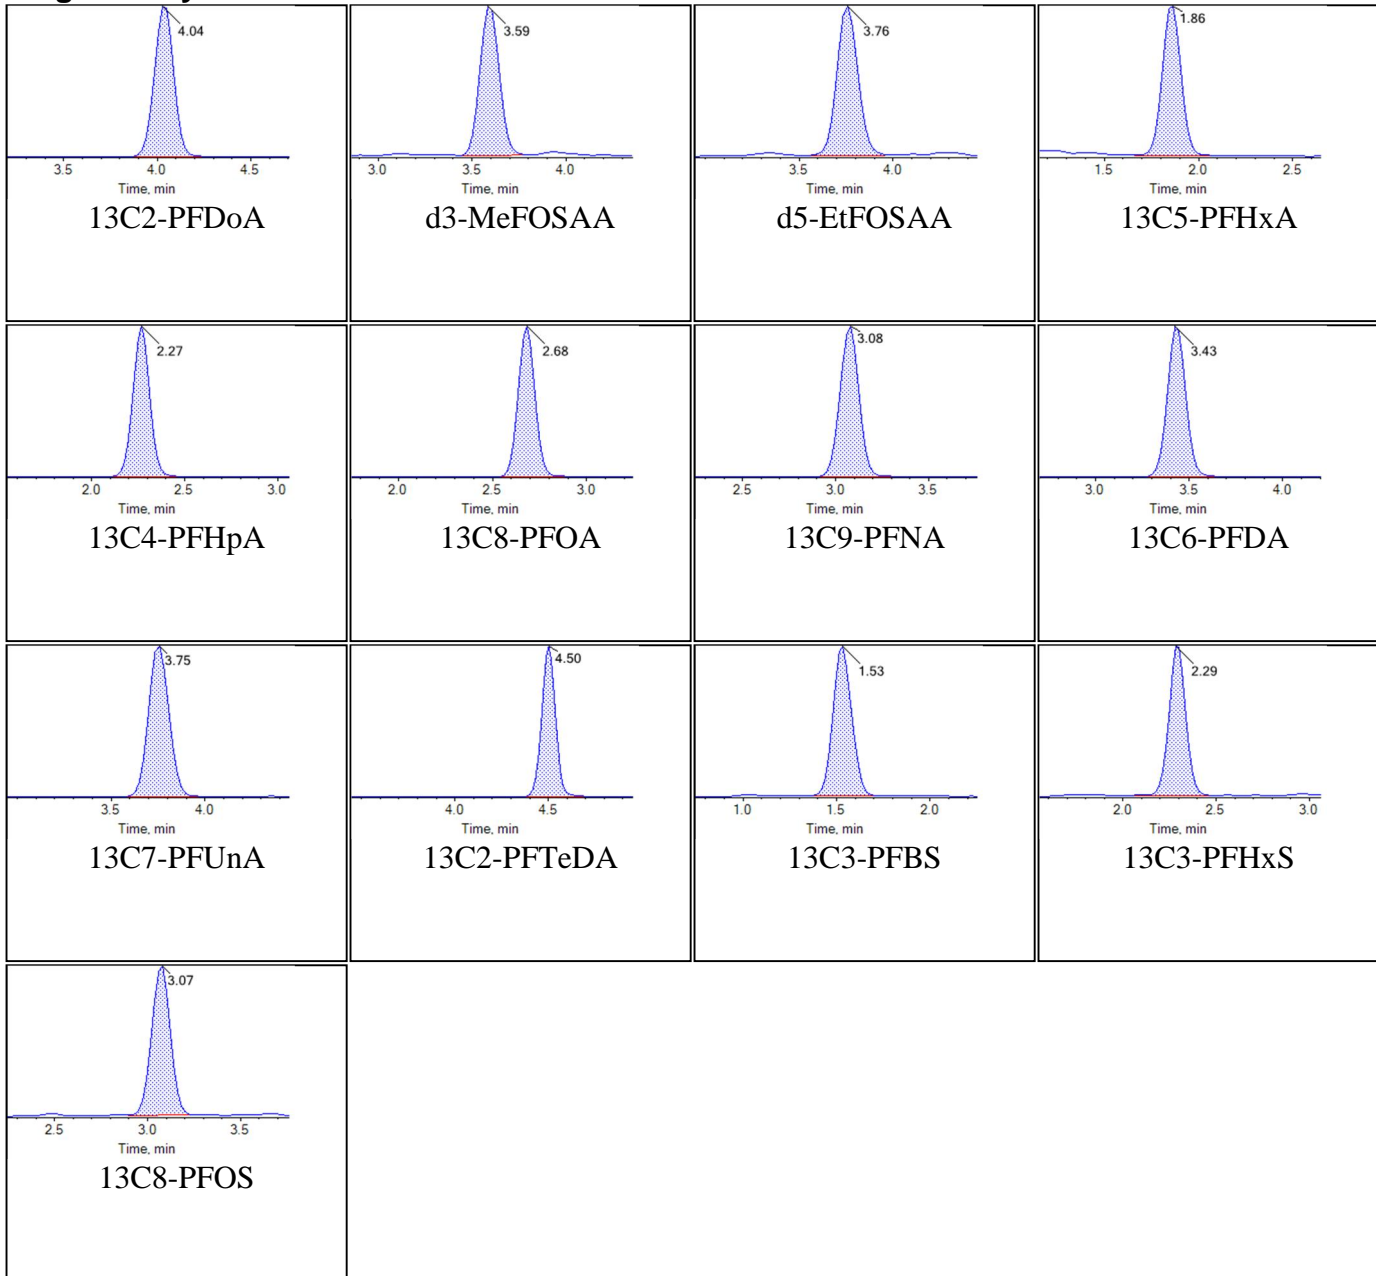 4.04
3.5 4.0 4.5
Time, min
13C2-PFDoA
3.59
3.0 3.5 4.0
Time, min
d3-MeFOSAA
3.76
3.5 4.0
Time, min
d5-EtFOSAA
1.86
1.5 2.0 2.5
Time, min
13C5-PFHxA
2.27
2.0 2.5 3.0
Time, min
13C4-PFHpA
2.68
2.0 2.5 3.0
Time, min
13C8-PFOA
3.08
2.5 3.0 3.5
Time, min
13C9-PFNA
3.43
3.0 3.5 4.0
Time, min
13C6-PFDA
3.75
3.5 4.0
Time, min
13C7-PFUnA
4.50
4.0 4.5
Time, min
13C2-PFTeDA
1.53
1.0 1.5 2.0
Time, min
13C3-PFBS
2.29
2.0 2.5 3.0
Time, min
13C3-PFHxS
3.07
2.5 3.0 3.5
Time, min
13C8-PFOS